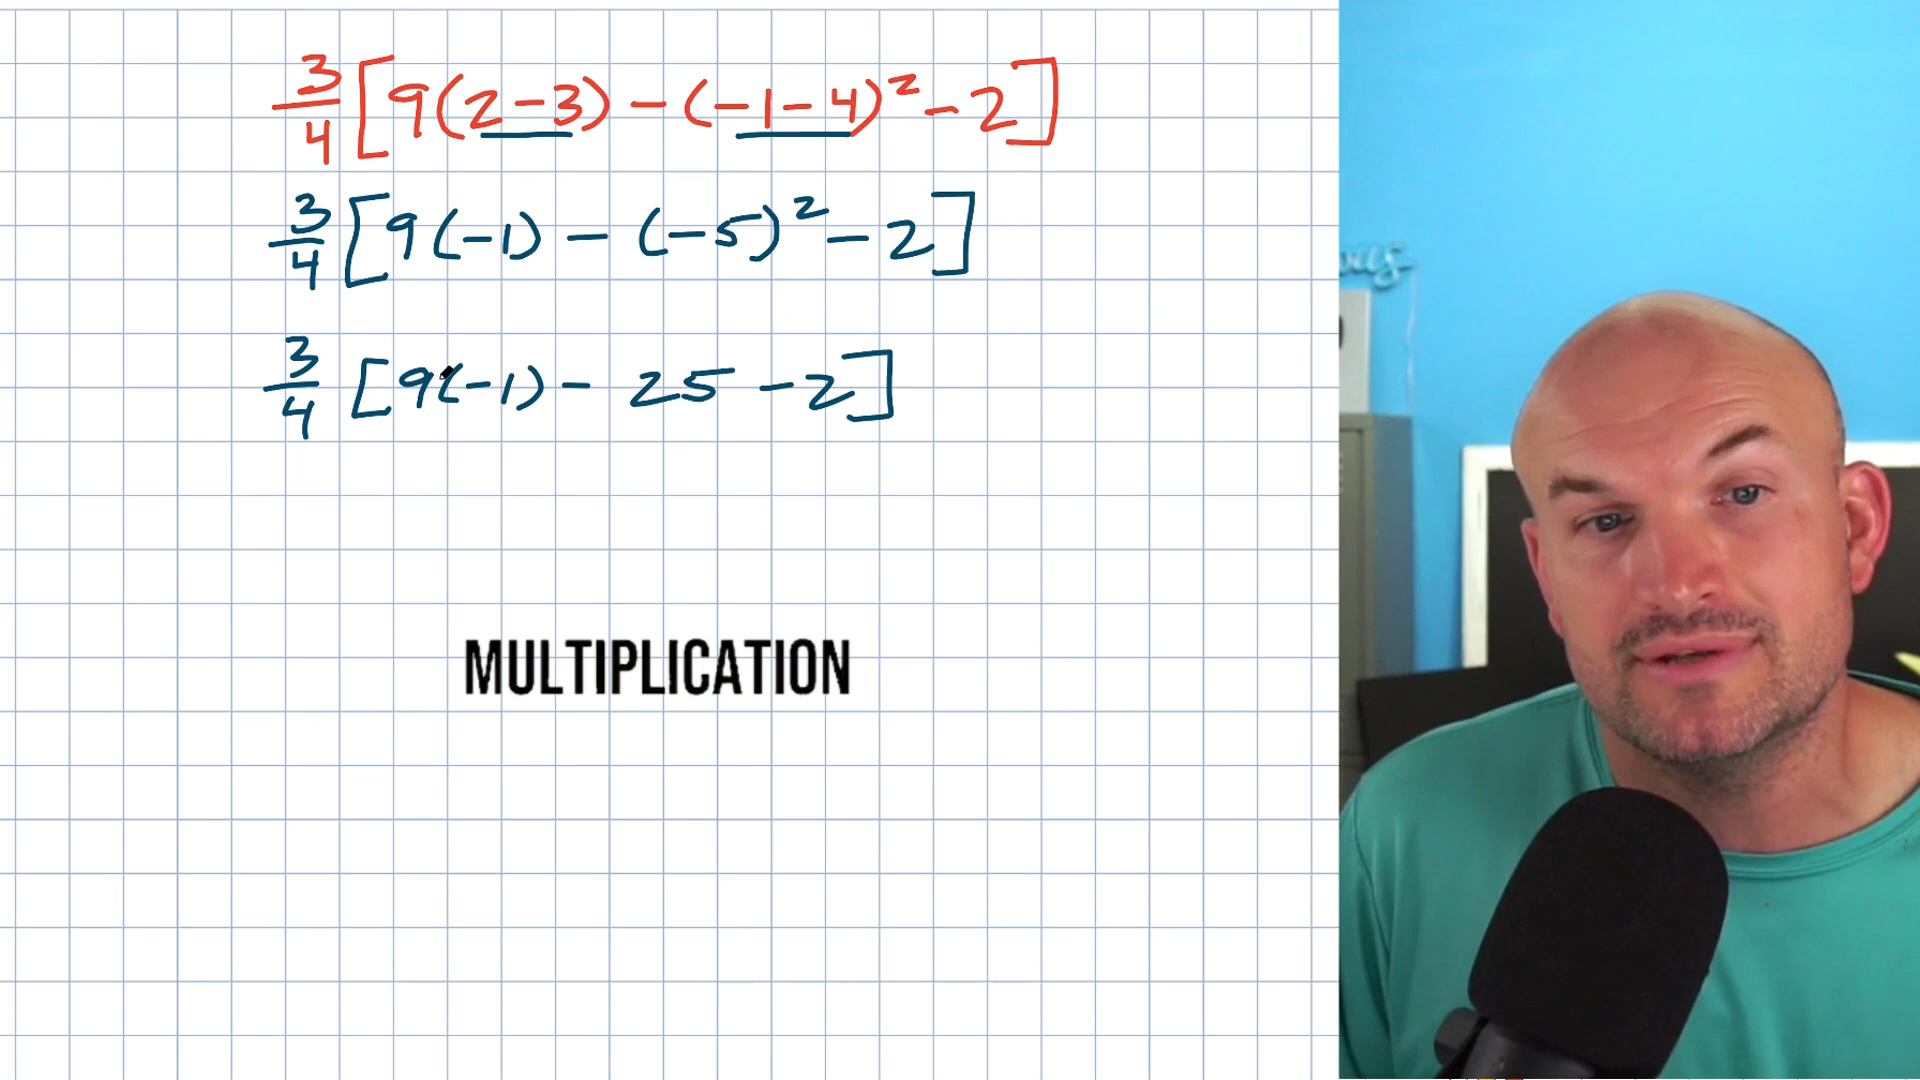 3/4 [9(2-3) - (-1-4)² - 2]
3/4 [9(-1) - (-5)² - 2]
3/4 [9(-1) - 25 - 2]
MULTIPLICATION